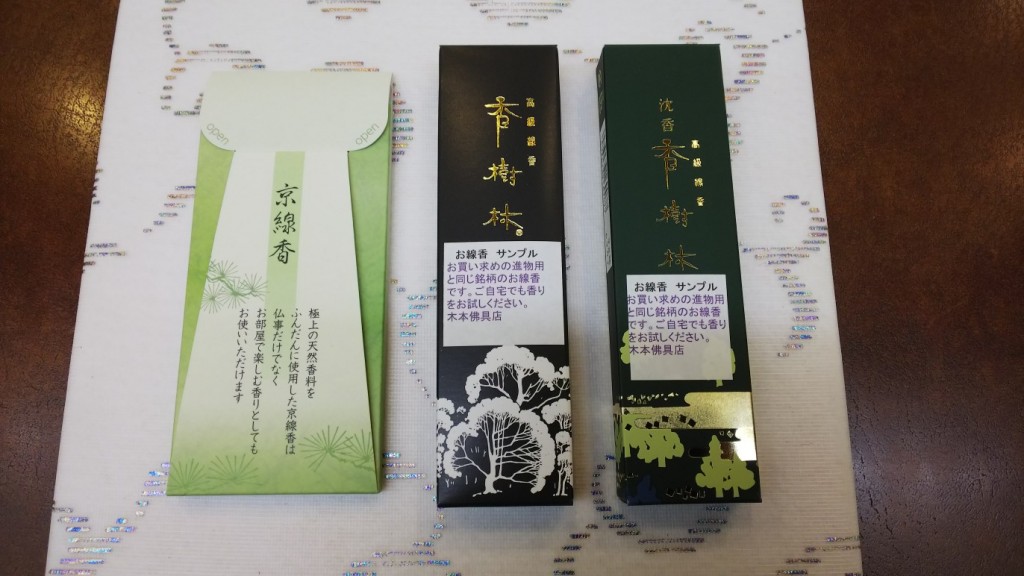 open
open
京線香
極上の天然香料を
ふんだんに使用した京線香は
仏事だけでなく
お部屋で楽しむ香りとしても
お使いいただけます
高級線香
香樹林
お線香 サンプル
お買い求めの進物用
と同じ銘柄のお線香
です。ご自宅でも香り
をお試しください。
木本佛具店
沈香
高級線香
香樹林
お線香 サンプル
お買い求めの進物用
と同じ銘柄のお線香
です。ご自宅でも香り
をお試しください。
木本佛具店